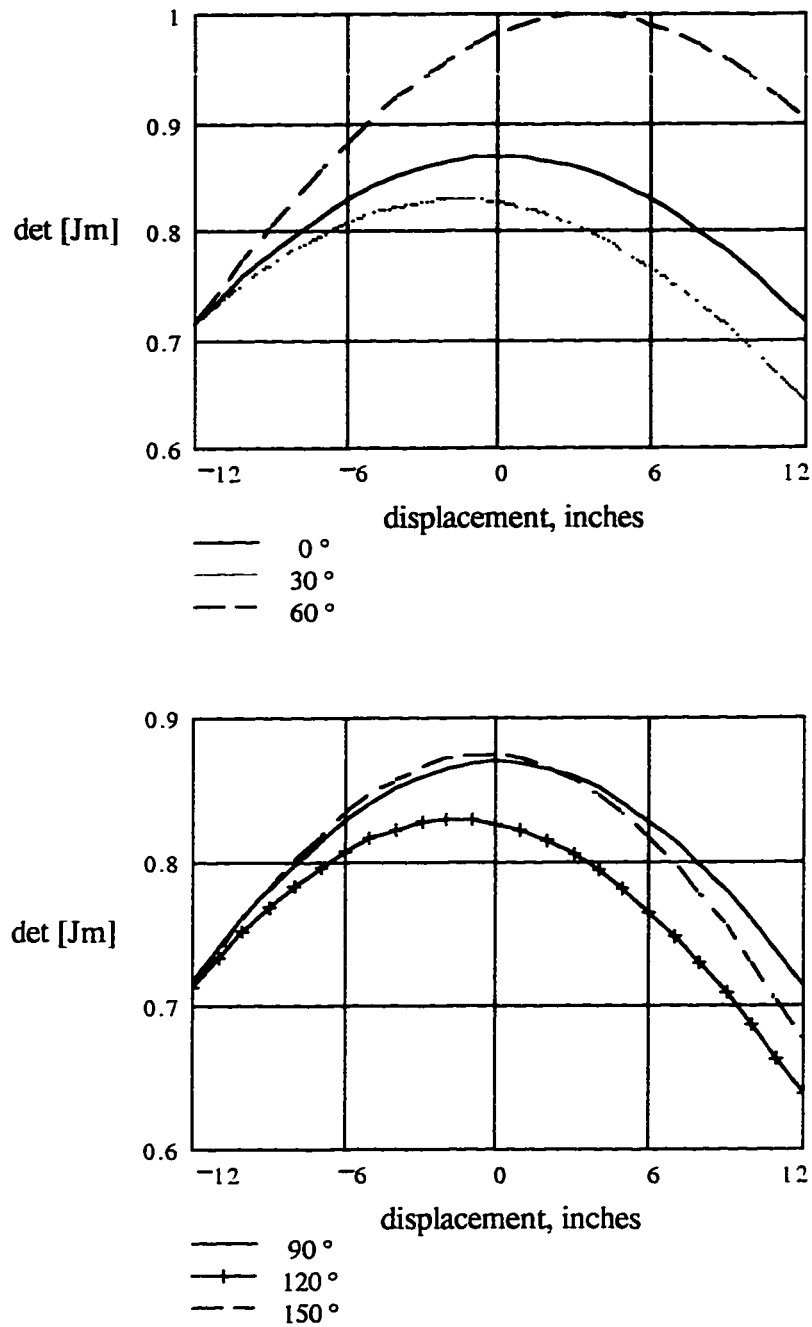 1
0.9
det [Jm]
0.8
0.7
0.6
−12 −6 0 6 12
displacement, inches
0 °
30 °
60 °
0.9
0.8
det [Jm]
0.7
0.6
−12 −6 0 6 12
displacement, inches
90 °
120 °
150 °